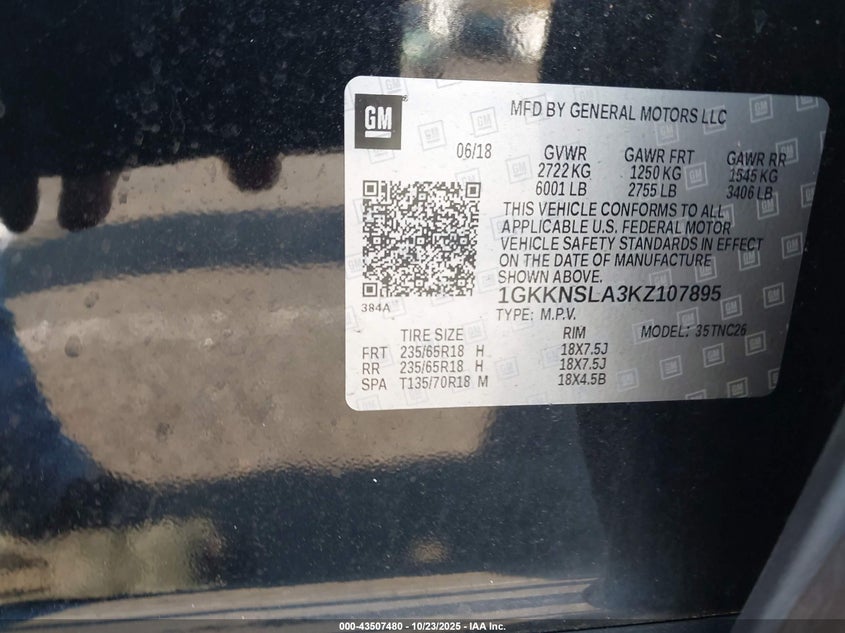 GM
MFD BY GENERAL MOTORS LLC
06/18 GVWR GAWR FRT GAWR RR
2722 KG 1250 KG 1545 KG
6001 LB 2755 LB 3406 LB
THIS VEHICLE CONFORMS TO ALL
APPLICABLE U.S. FEDERAL MOTOR
VEHICLE SAFETY STANDARDS IN EFFECT
ON THE DATE OF MANUFACTURE
SHOWN ABOVE.
384A
1GKKNSLA3KZ107895
TYPE: M.P.V.
TIRE SIZE RIM MODEL: 35TNC26
FRT 235/65R18 H 18X7.5J
RR 235/65R18 H 18X7.5J
SPA T135/70R18 M 18X4.5B
000-43507480 - 10/23/2025 - IAA Inc.